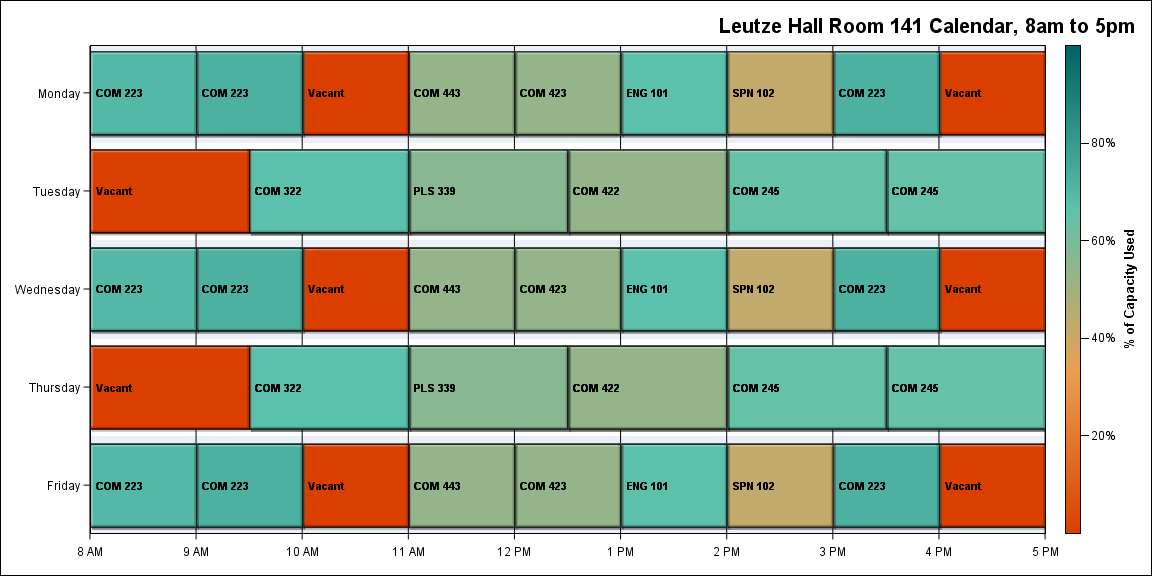 Leutze Hall Room 141 Calendar, 8am to 5pm
Monday
COM 223
COM 223
Vacant
COM 443
COM 423
ENG 101
SPN 102
COM 223
Vacant
Tuesday
Vacant
COM 322
PLS 339
COM 422
COM 245
COM 245
Wednesday
COM 223
COM 223
Vacant
COM 443
COM 423
ENG 101
SPN 102
COM 223
Vacant
Thursday
Vacant
COM 322
PLS 339
COM 422
COM 245
COM 245
Friday
COM 223
COM 223
Vacant
COM 443
COM 423
ENG 101
SPN 102
COM 223
Vacant
8 AM
9 AM
10 AM
11 AM
12 PM
1 PM
2 PM
3 PM
4 PM
5 PM
80%
60%
40%
20%
% of Capacity Used